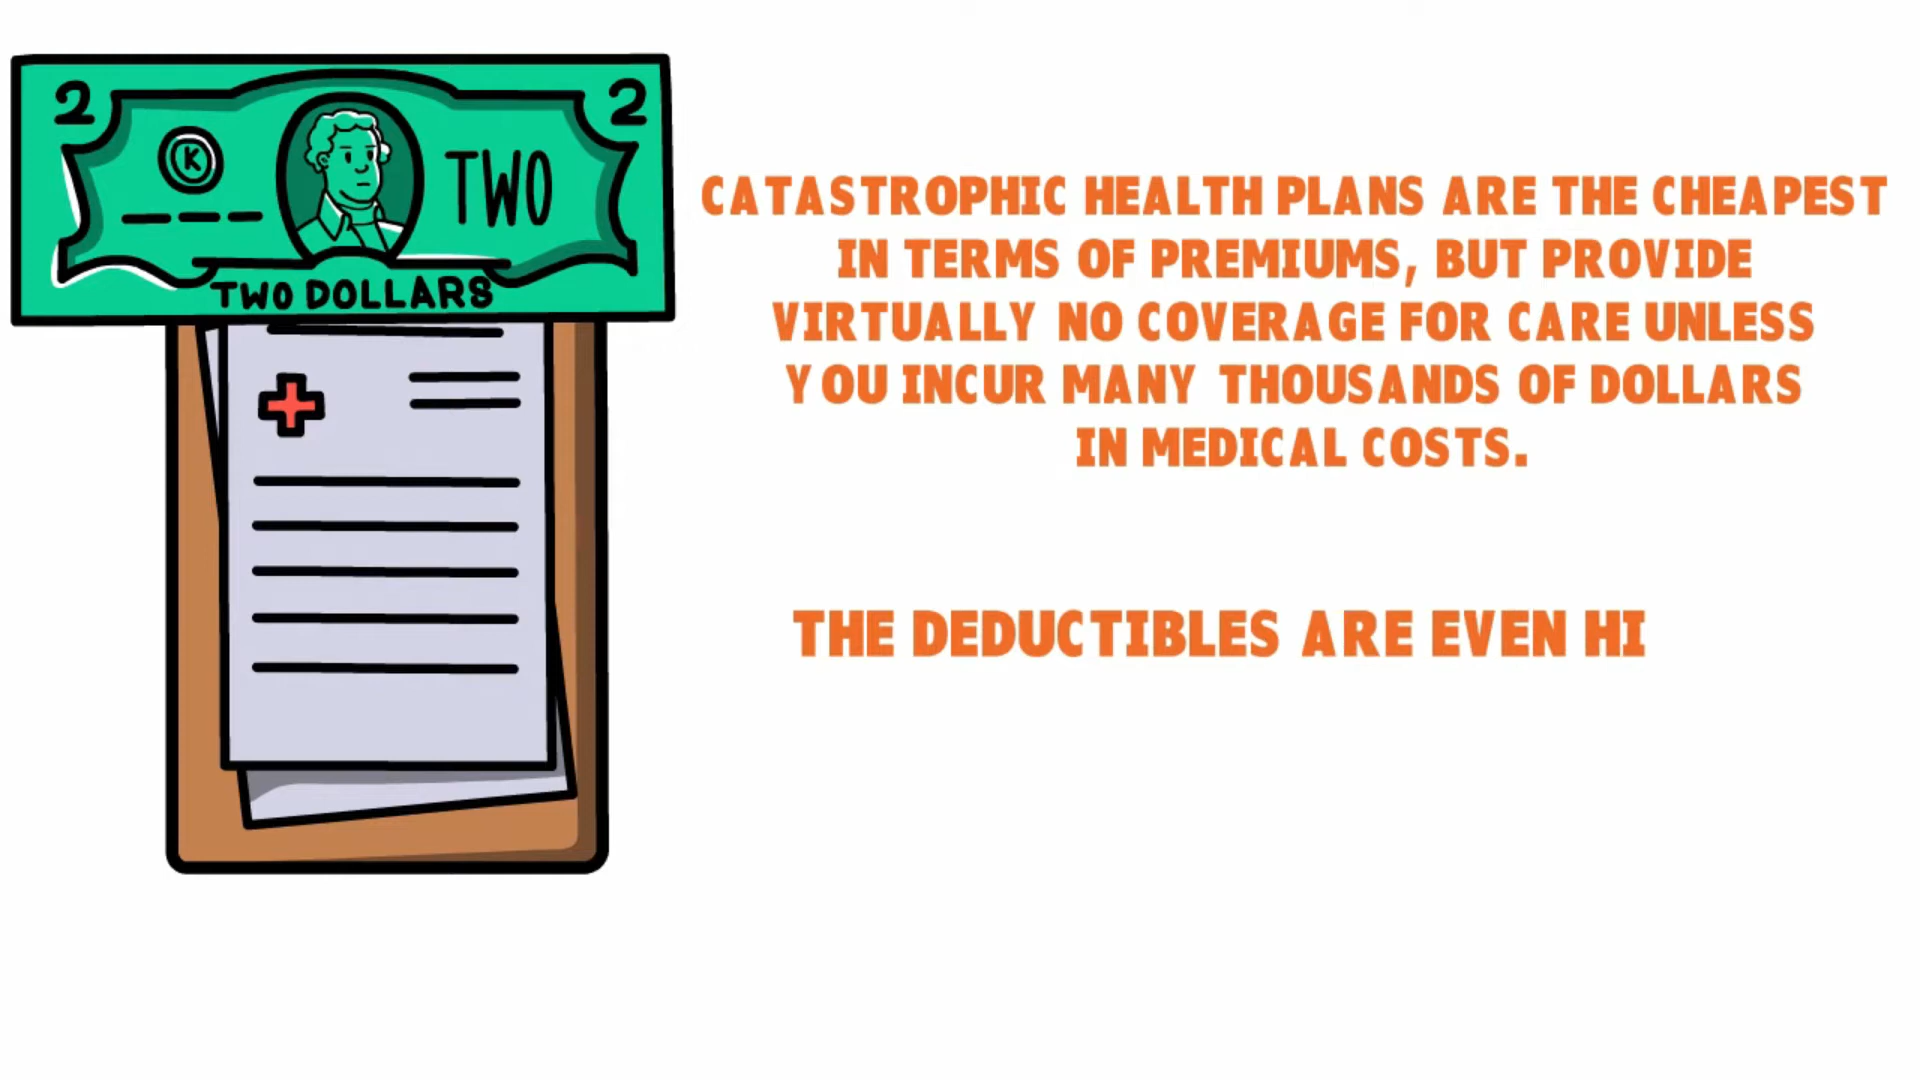 2 2
K
TWO
TWO DOLLARS
CATASTROPHIC HEALTH PLANS ARE THE CHEAPEST
IN TERMS OF PREMIUMS, BUT PROVIDE
VIRTUALLY NO COVERAGE FOR CARE UNLESS
YOU INCUR MANY THOUSANDS OF DOLLARS
IN MEDICAL COSTS.
THE DEDUCTIBLES ARE EVEN HI